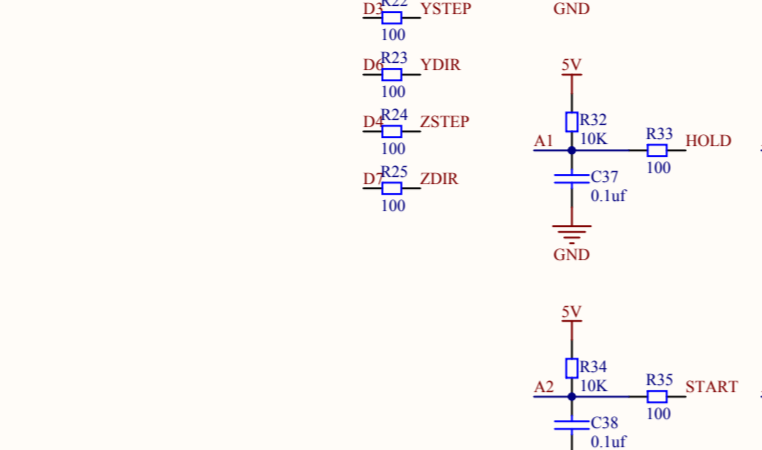 D3 R22 YSTEP
100
D6 R23 YDIR
100
D4 R24 ZSTEP
100
D7 R25 ZDIR
100
GND
5V
R32
10K
A1
R33
HOLD
100
C37
0.1uf
GND
5V
R34
10K
A2
R35
START
100
C38
0.1uf